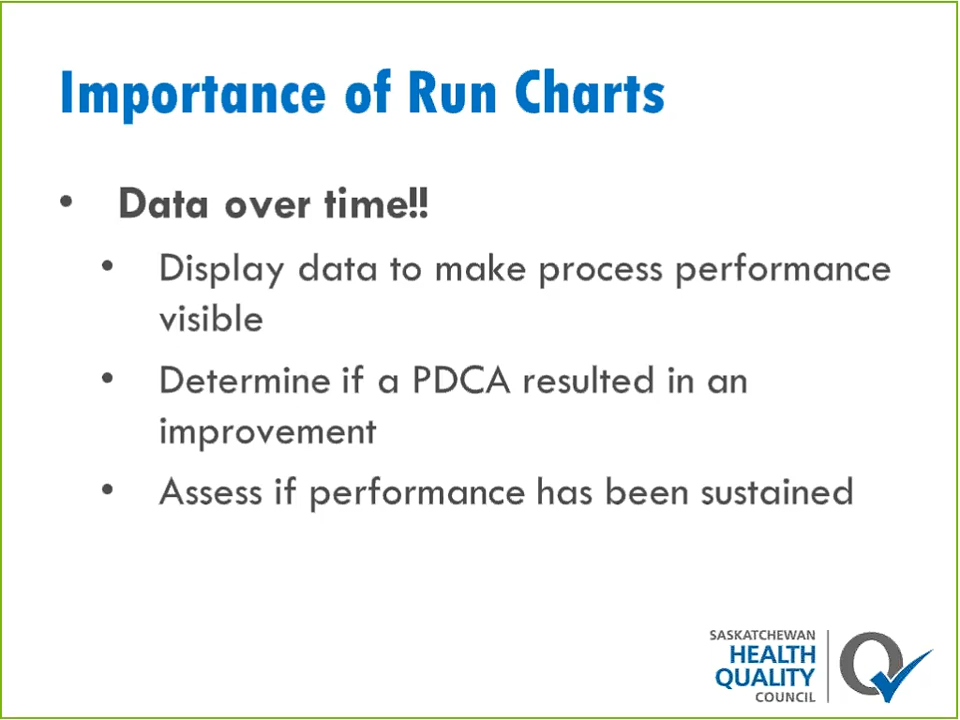 Importance of Run Charts
• Data over time!!
• Display data to make process performance
visible
• Determine if a PDCA resulted in an
improvement
• Assess if performance has been sustained
SASKATCHEWAN
HEALTH
QUALITY
COUNCIL